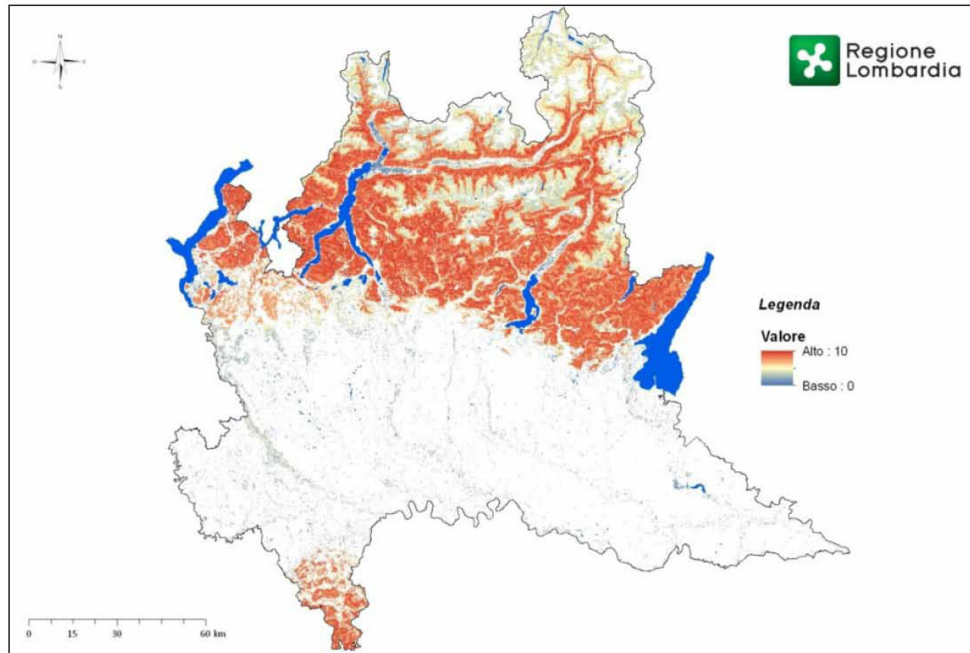 N
S
Regione
Lombardia
Legenda
Valore
Alto : 10
Basso : 0
0 15 30 60 km